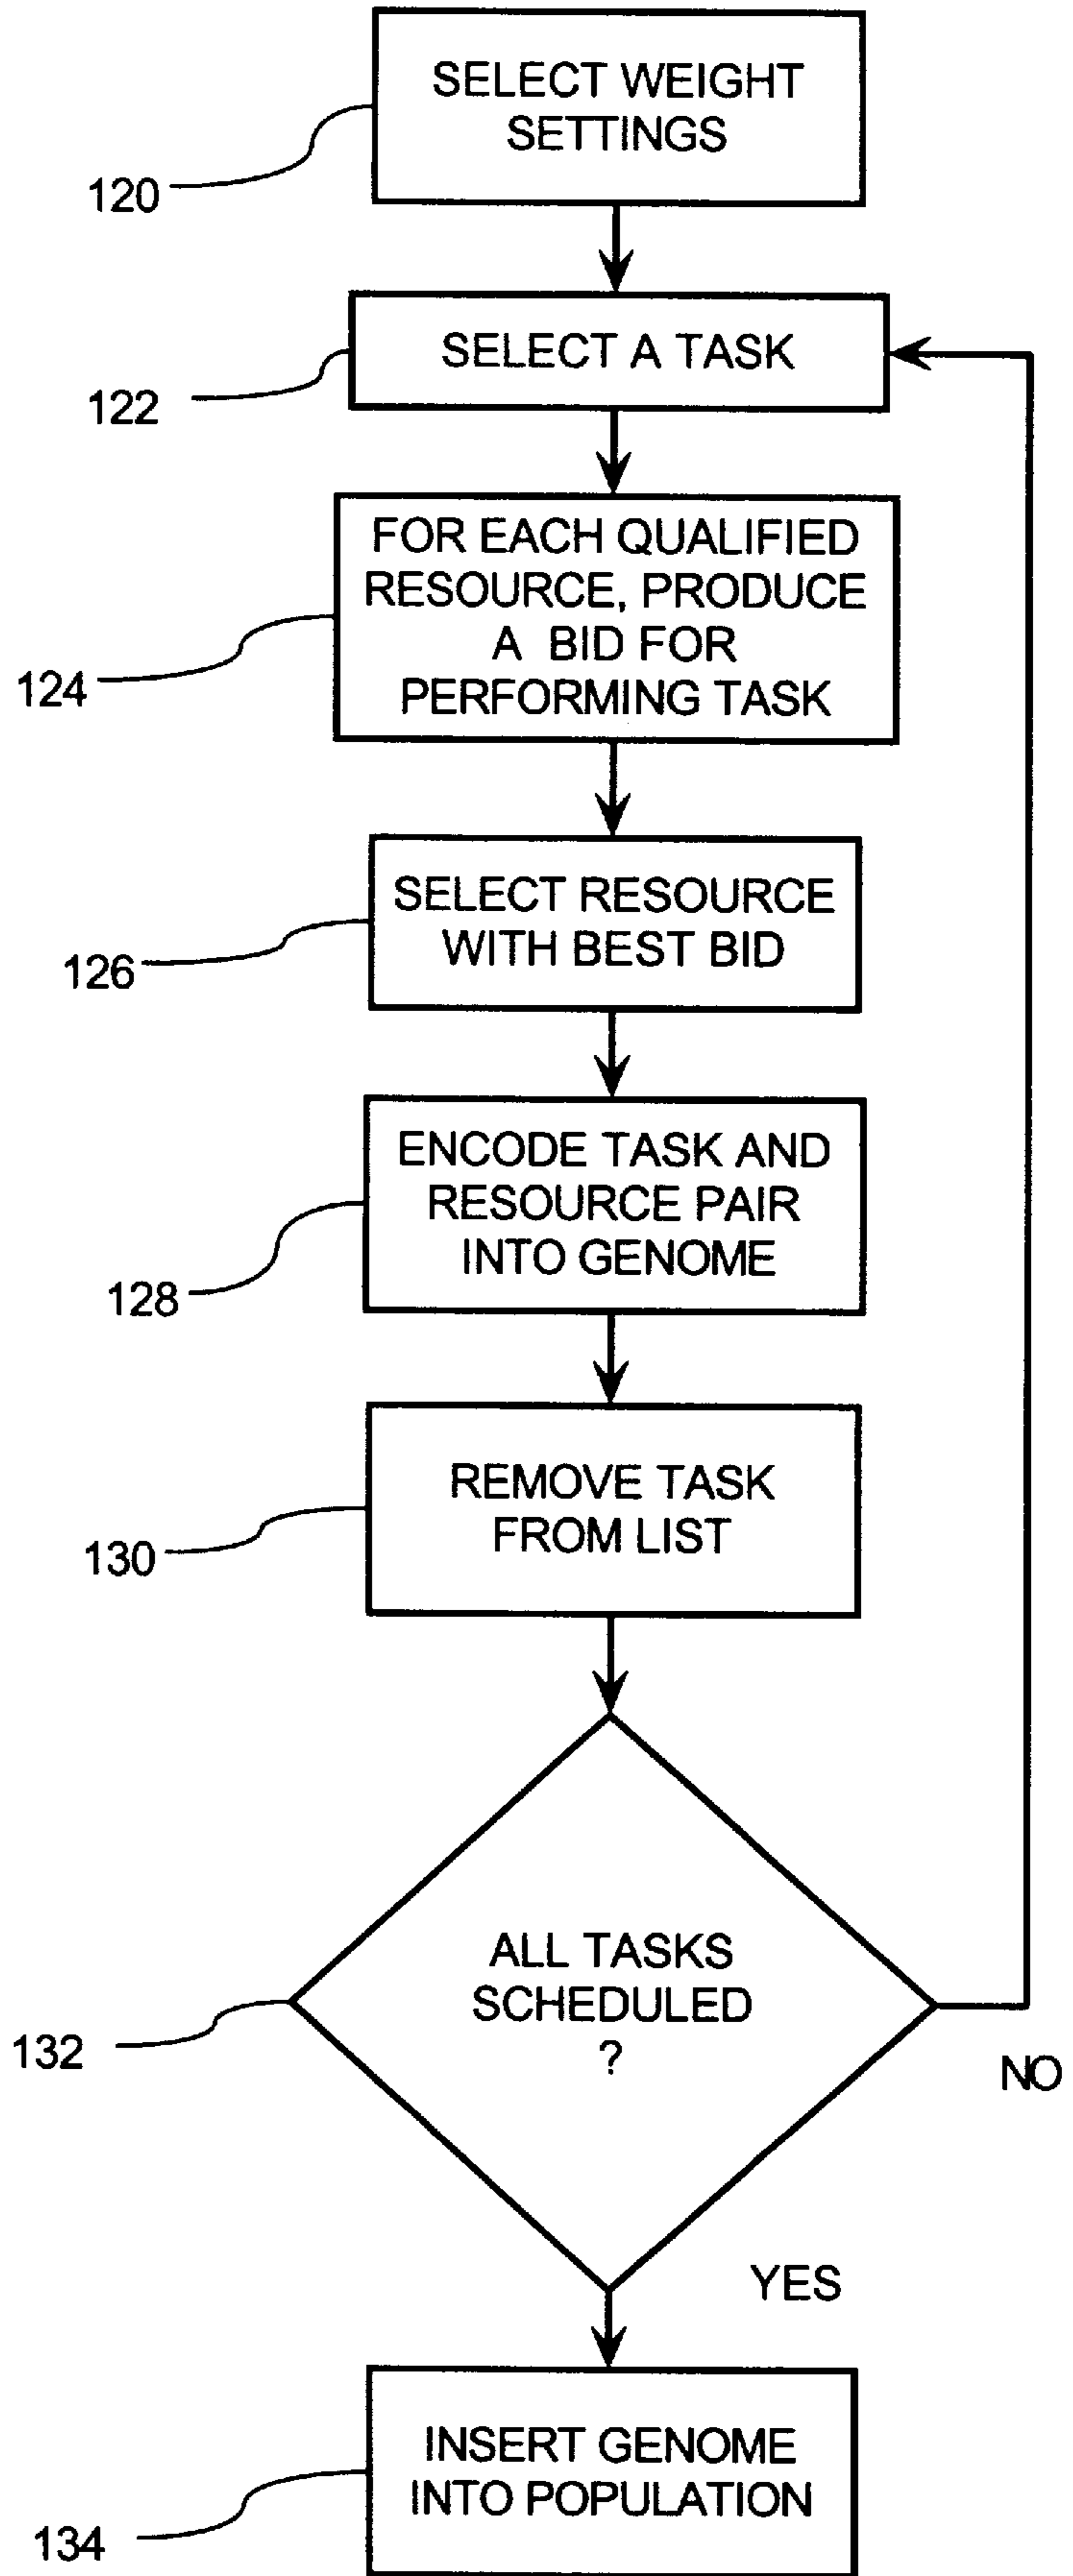 SELECT WEIGHT
SETTINGS
120
SELECT A TASK
122
FOR EACH QUALIFIED
RESOURCE, PRODUCE
A BID FOR
PERFORMING TASK
124
SELECT RESOURCE
WITH BEST BID
126
ENCODE TASK AND
RESOURCE PAIR
INTO GENOME
128
REMOVE TASK
FROM LIST
130
ALL TASKS
SCHEDULED
?
132
NO
YES
INSERT GENOME
INTO POPULATION
134